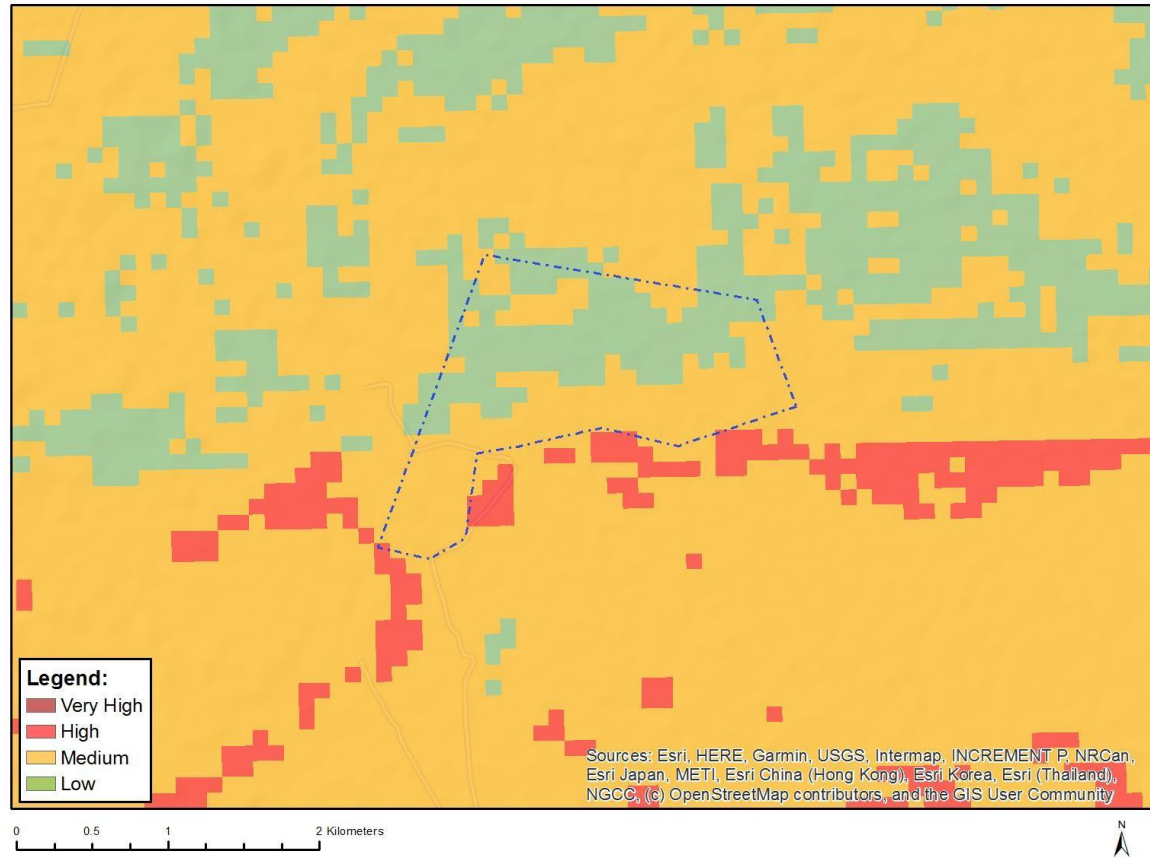 Legend:
Very High
High
Medium
Low
Sources: Esri, HERE, Garmin, USGS, Intermap, INCREMENT P, NRCan,
Esri Japan, METI, Esri China (Hong Kong), Esri Korea, Esri (Thailand),
NGCC, (c) OpenStreetMap contributors, and the GIS User Community
0 0.5 1 2 Kilometers
N